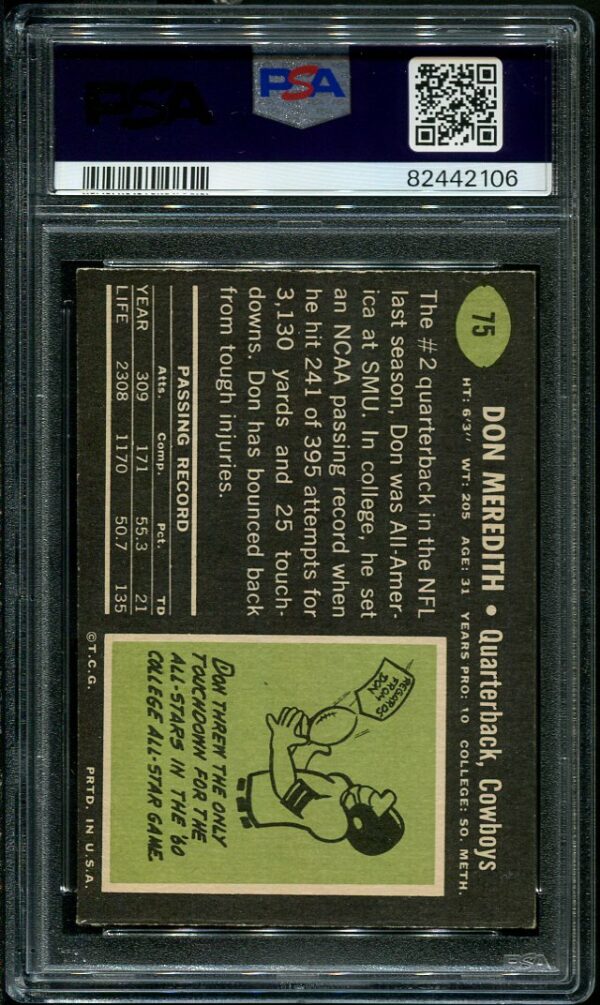 PSA
PSA
82442106
75
DON MEREDITH • Quarterback, Cowboys
HT: 6'3" WT: 205 AGE: 31 YEARS PRO: 10 COLLEGE: SO. METH.
The #2 quarterback in the NFL
last season, Don was All-Amer-
ica at SMU. In college, he set
an NCAA passing record when
he hit 241 of 395 attempts for
3,130 yards and 25 touch-
downs. Don has bounced back
from tough injuries.
PASSING RECORD
Atts. Comp. Pct. TD
YEAR 309 171 55.3 21
LIFE 2308 1170 50.7 135
REGARDS
FROM
DON
DON THREW THE ONLY
TOUCHDOWN FOR THE
ALL-STARS IN THE '60
COLLEGE ALL-STAR GAME.
©T.C.G. PRTD. IN U.S.A.
PSA